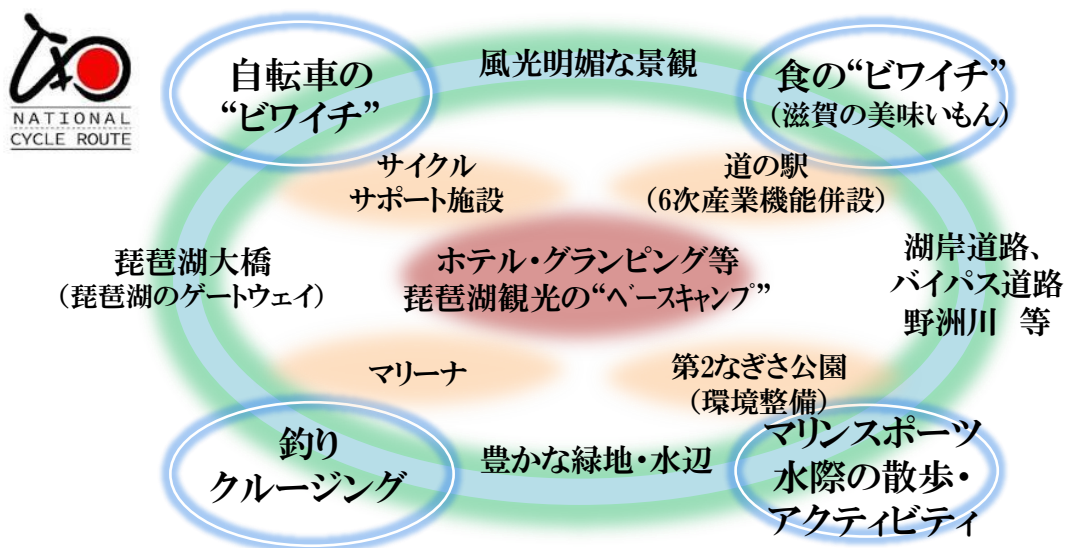 NATIONAL
CYCLE ROUTE
自転車の
“ビワイチ”
風光明媚な景観
食の“ビワイチ”
（滋賀の美味いもん）
サイクル
サポート施設
道の駅
（6次産業機能併設）
琵琶湖大橋
（琵琶湖のゲートウェイ）
ホテル・グランピング等
琵琶湖観光の“ベースキャンプ”
湖岸道路、
バイパス道路
野洲川　等
マリーナ
第2なぎさ公園
（環境整備）
釣り
クルージング
豊かな緑地・水辺
マリンスポーツ
水際の散歩・
アクティビティ